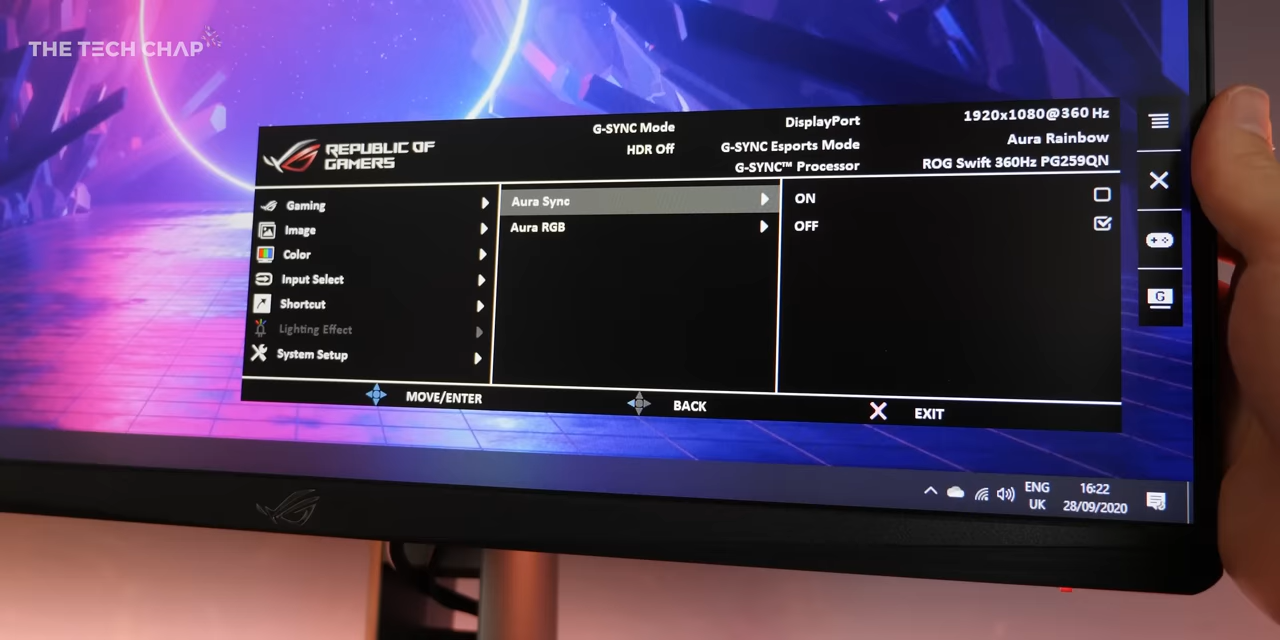 THE TECH CHAP
REPUBLIC OF
GAMERS
G-SYNC Mode
HDR Off
DisplayPort
G-SYNC Esports Mode
G-SYNC™ Processor
1920x1080@360 Hz
Aura Rainbow
ROG Swift 360Hz PG259QN
Gaming
Image
Color
Input Select
Shortcut
Lighting Effect
System Setup
Aura Sync
Aura RGB
ON
OFF
G
MOVE/ENTER
BACK
EXIT
ENG
UK
16:22
28/09/2020